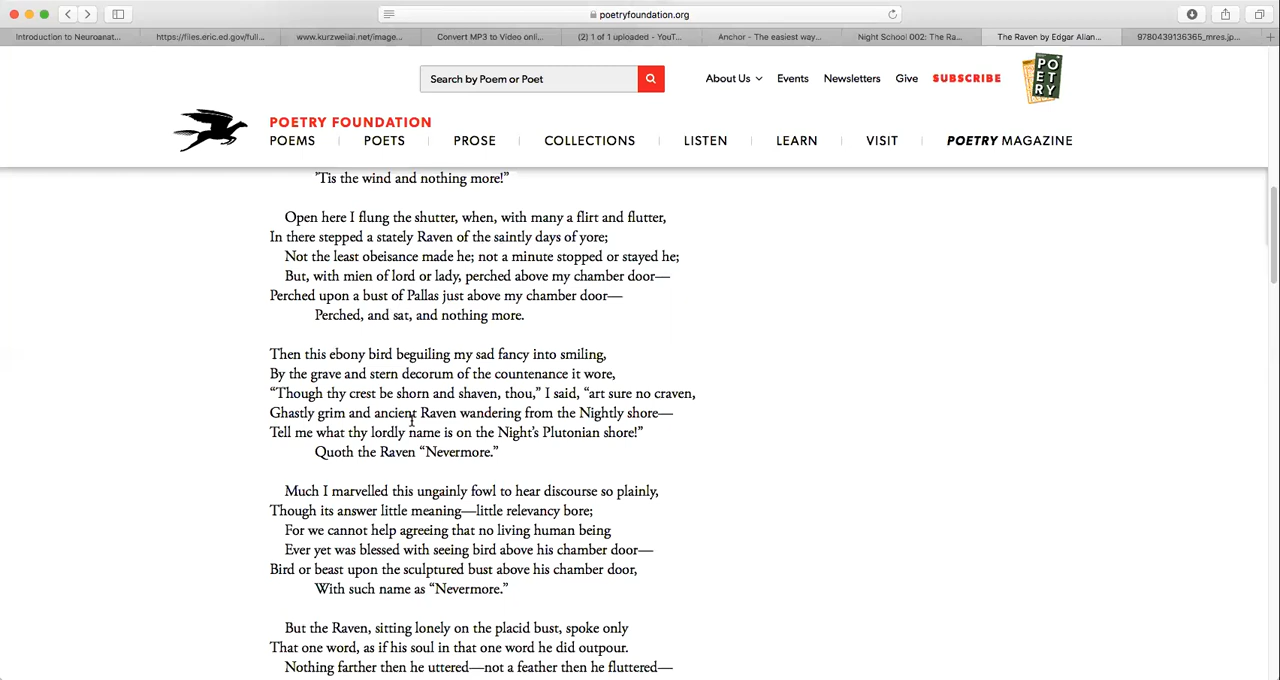 poetryfoundation.org
Introduction to Neuroanat...
https://files.eric.ed.gov/full...
www.kurzweilai.net/image...
Convert MP3 to Video onli...
(2) 1 of 1 uploaded - YouT...
Anchor - The easiest way...
Night School 002: The Ra...
The Raven by Edgar Allan...
9780439136365_mres.jp...
Search by Poem or Poet
About Us
Events
Newsletters
Give
SUBSCRIBE
PO
ET
RY
POETRY FOUNDATION
POEMS
POETS
PROSE
COLLECTIONS
LISTEN
LEARN
VISIT
POETRY MAGAZINE
’Tis the wind and nothing more!”
Open here I flung the shutter, when, with many a flirt and flutter,
In there stepped a stately Raven of the saintly days of yore;
Not the least obeisance made he; not a minute stopped or stayed he;
But, with mien of lord or lady, perched above my chamber door—
Perched upon a bust of Pallas just above my chamber door—
Perched, and sat, and nothing more.
Then this ebony bird beguiling my sad fancy into smiling,
By the grave and stern decorum of the countenance it wore,
“Though thy crest be shorn and shaven, thou,” I said, “art sure no craven,
Ghastly grim and ancient Raven wandering from the Nightly shore—
Tell me what thy lordly name is on the Night’s Plutonian shore!”
Quoth the Raven “Nevermore.”
Much I marvelled this ungainly fowl to hear discourse so plainly,
Though its answer little meaning—little relevancy bore;
For we cannot help agreeing that no living human being
Ever yet was blessed with seeing bird above his chamber door—
Bird or beast upon the sculptured bust above his chamber door,
With such name as “Nevermore.”
But the Raven, sitting lonely on the placid bust, spoke only
That one word, as if his soul in that one word he did outpour.
Nothing farther then he uttered—not a feather then he fluttered—